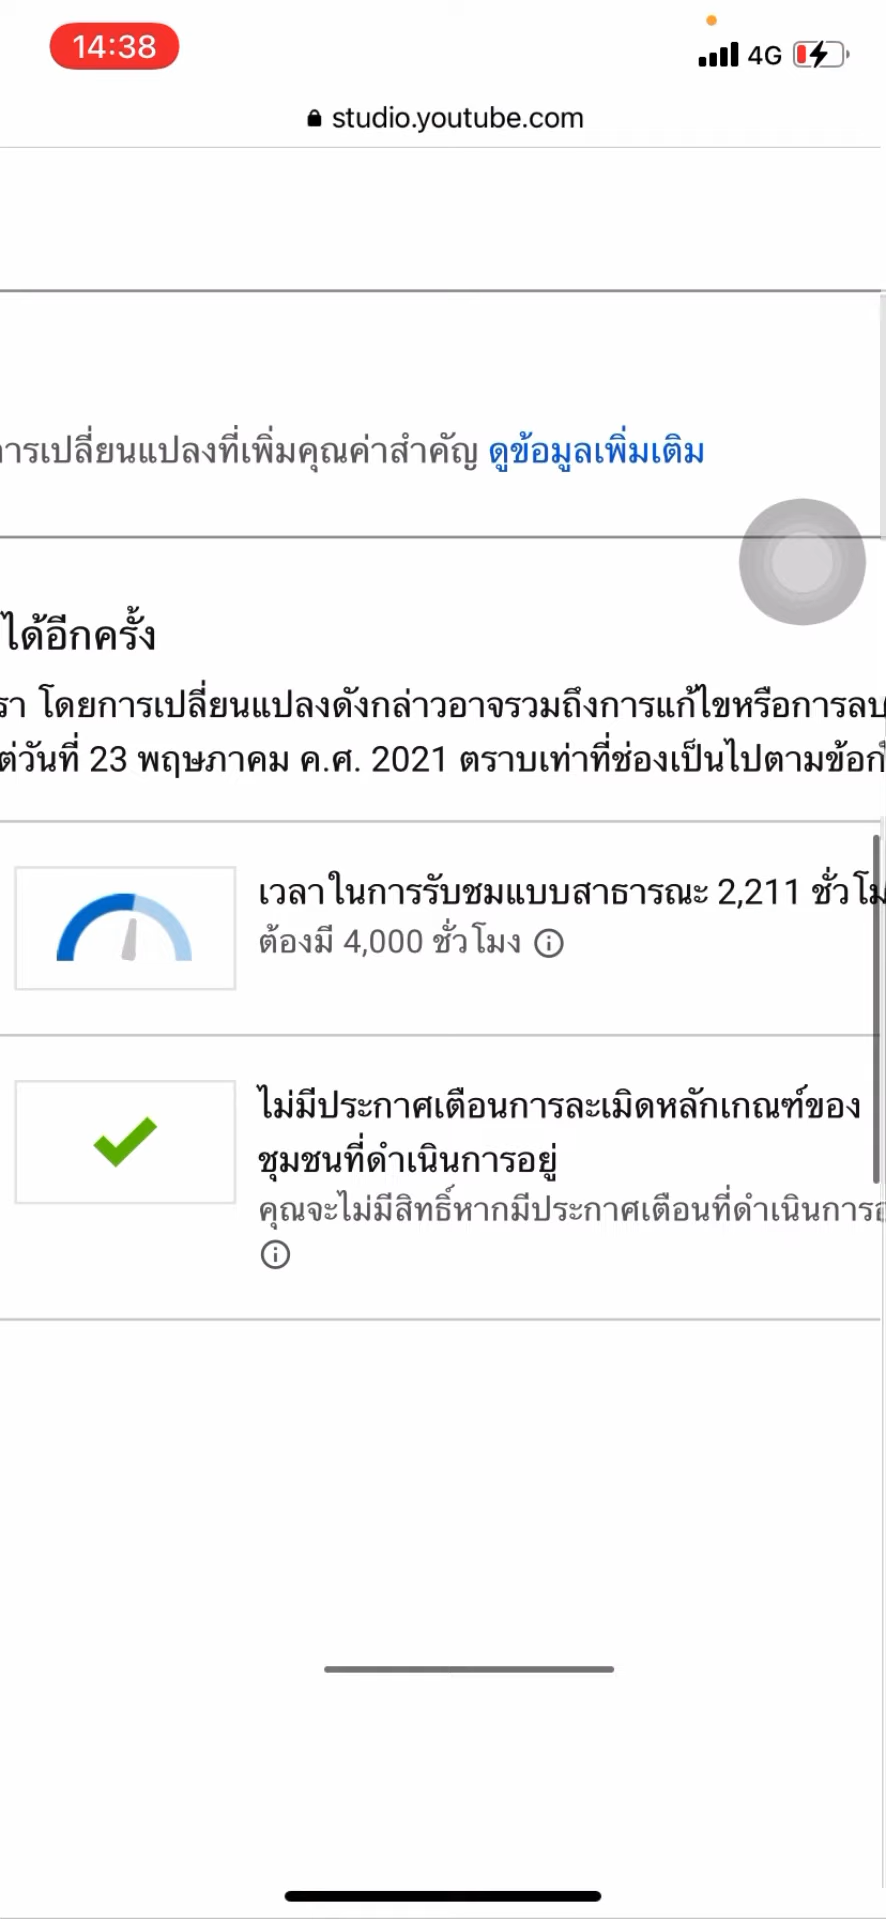 14:38
4G
studio.youtube.com
การเปลี่ยนแปลงที่เพิ่มคุณค่าสำคัญ ดูข้อมูลเพิ่มเติม
ได้อีกครั้ง
รา โดยการเปลี่ยนแปลงดังกล่าวอาจรวมถึงการแก้ไขหรือการลบ
ต่วันที่ 23 พฤษภาคม ค.ศ. 2021 ตราบเท่าที่ช่องเป็นไปตามข้อก
เวลาในการรับชมแบบสาธารณะ 2,211 ชั่วโม
ต้องมี 4,000 ชั่วโมง
ไม่มีประกาศเตือนการละเมิดหลักเกณฑ์ของ
ชุมชนที่ดำเนินการอยู่
คุณจะไม่มีสิทธิ์หากมีประกาศเตือนที่ดำเนินการอ